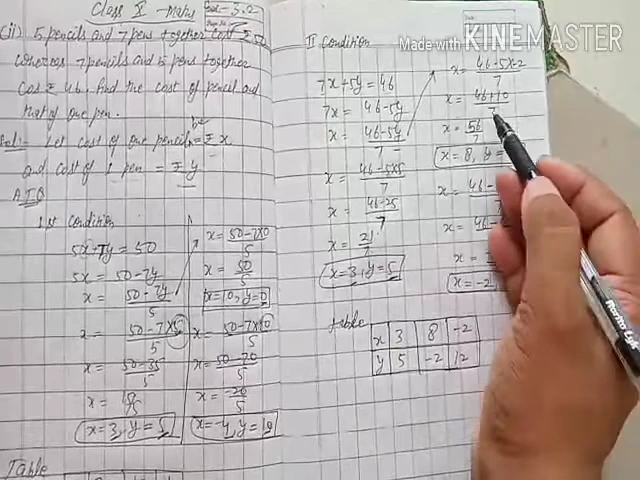 Class X - Maths
Ex- 3.2
(ii) 5 pencils and 7 pens together cost ₹ 50
whereas 7 pencils and 5 pens together
cost ₹ 46. find the cost of pencil and
that of one pen.
Sol:- Let cost of one pencil be = ₹ x
and cost of 1 pen = ₹ y
A.T.Q
1st condition
5x+7y = 50
5x = 50-7y
x = 50-7y/5
x = 50-7×5/5
x = 50-35/5
x = 15/5
x=3, y=5
Table
x = 50-7×0/5
x = 50/5
x=10, y=0
x = 50-7×10/5
x = 50-70/5
x = -20/5
x=-4, y=10
II Condition
7x+5y = 46
7x = 46-5y
x = 46-5y/7
x = 46-5×5/7
x = 46-25/7
x = 21/7
x=3, y=5
Made with KINEMASTER
x = 46-5×-2/7
x = 46+10/7
x = 56/7
x=8, y=
x = 46-
x = 46-
x =
x=-2,
table
x 3 8 -2
y 5 -2 12